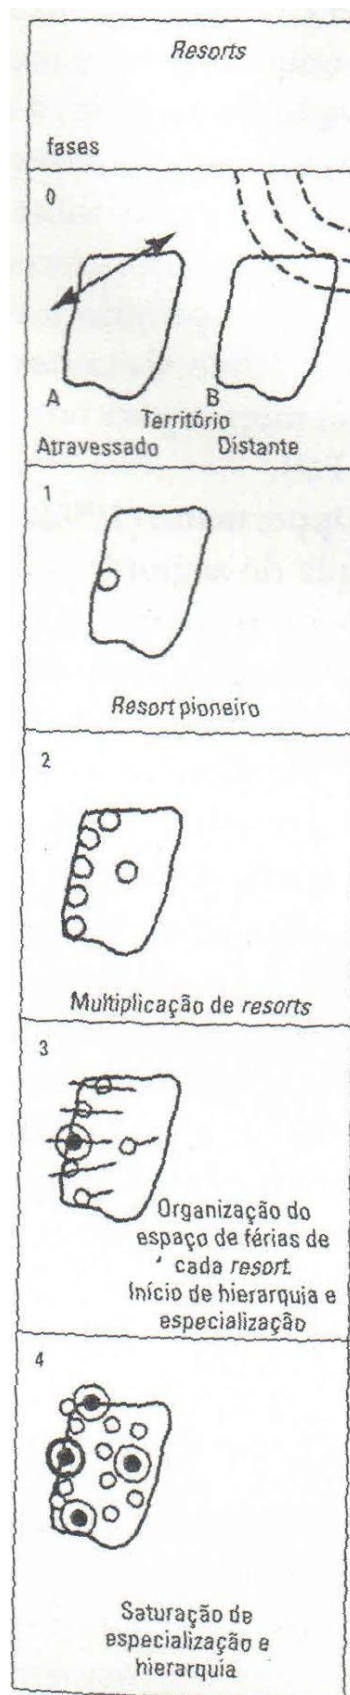 Resorts
fases
0
A
B
Território
Atravessado
Distante
1
Resort pioneiro
2
Multiplicação de resorts
3
Organização do
espaço de férias de
cada resort.
Início de hierarquia e
especialização
4
Saturação de
especialização e
hierarquia